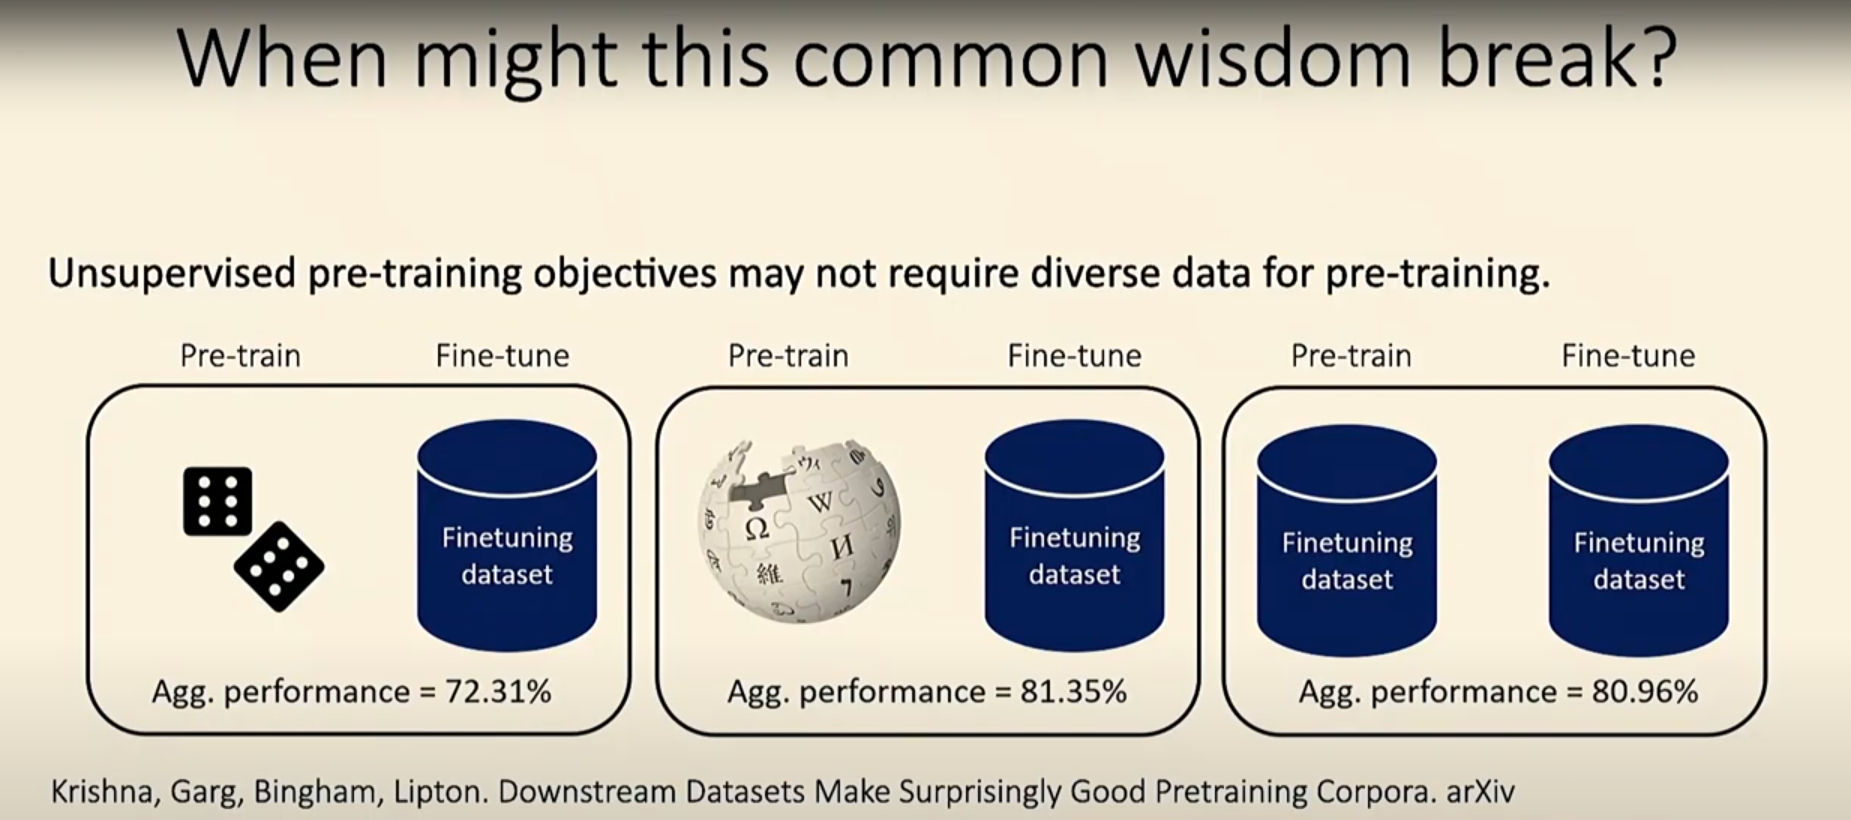 When might this common wisdom break?
Unsupervised pre-training objectives may not require diverse data for pre-training.
Pre-train Fine-tune Pre-train Fine-tune Pre-train Fine-tune
Finetuning
dataset
Agg. performance = 72.31%
Ω W И 維 7 ウィ
Finetuning
dataset
Agg. performance = 81.35%
Finetuning
dataset
Finetuning
dataset
Agg. performance = 80.96%
Krishna, Garg, Bingham, Lipton. Downstream Datasets Make Surprisingly Good Pretraining Corpora. arXiv